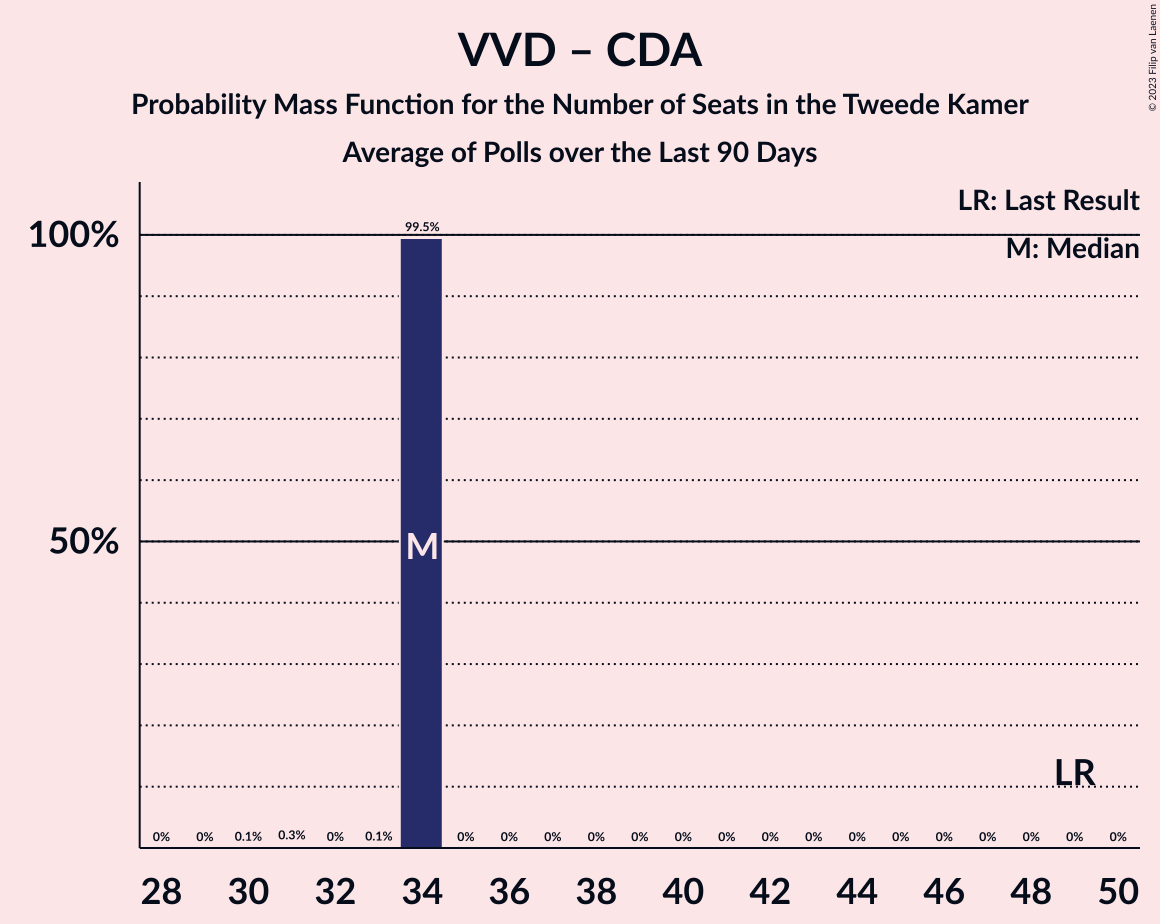 VVD – CDA
Probability Mass Function for the Number of Seats in the Tweede Kamer
Average of Polls over the Last 90 Days
© 2023 Filip van Laenen
LR: Last Result
M: Median
100%
50%
99.5%
M
LR
0% 0% 0.1% 0.3% 0% 0.1% 0% 0% 0% 0% 0% 0% 0% 0% 0% 0% 0% 0% 0% 0% 0% 0%
28 30 32 34 36 38 40 42 44 46 48 50